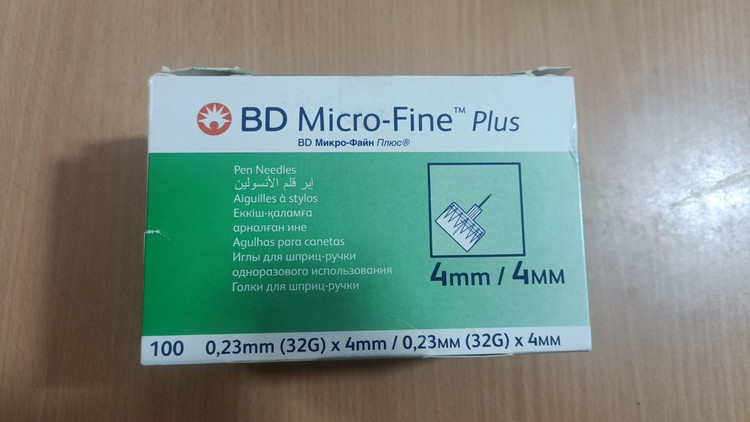 BD Micro-Fine™ Plus
BD Микро-Файн Плюс®
Pen Needles
إبر قلم الأنسولين
Aiguilles à stylos
Еккіш-қаламға
арналған ине
Agulhas para canetas
Иглы для шприц-ручки
одноразового использования
Голки для шприц-ручки
4mm / 4мм
100 0,23mm (32G) x 4mm / 0,23мм (32G) x 4мм